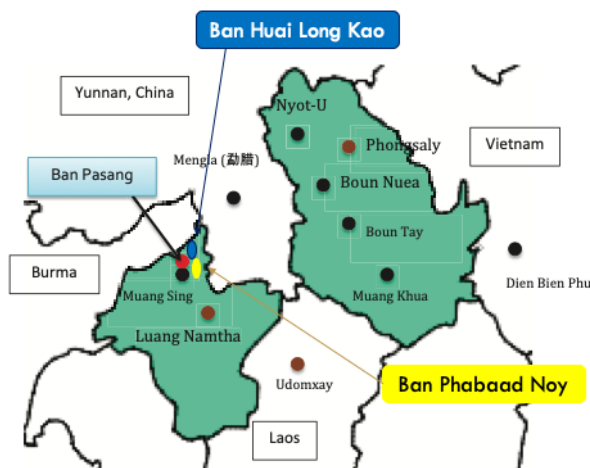 Ban Huai Long Kao
Yunnan, China
Nyot-U
Phongsaly
Vietnam
Mengla (勐腊)
Ban Pasang
Boun Nuea
Boun Tay
Burma
Dien Bien Phu
Muang Sing
Muang Khua
Luang Namtha
Udomxay
Ban Phabaad Noy
Laos